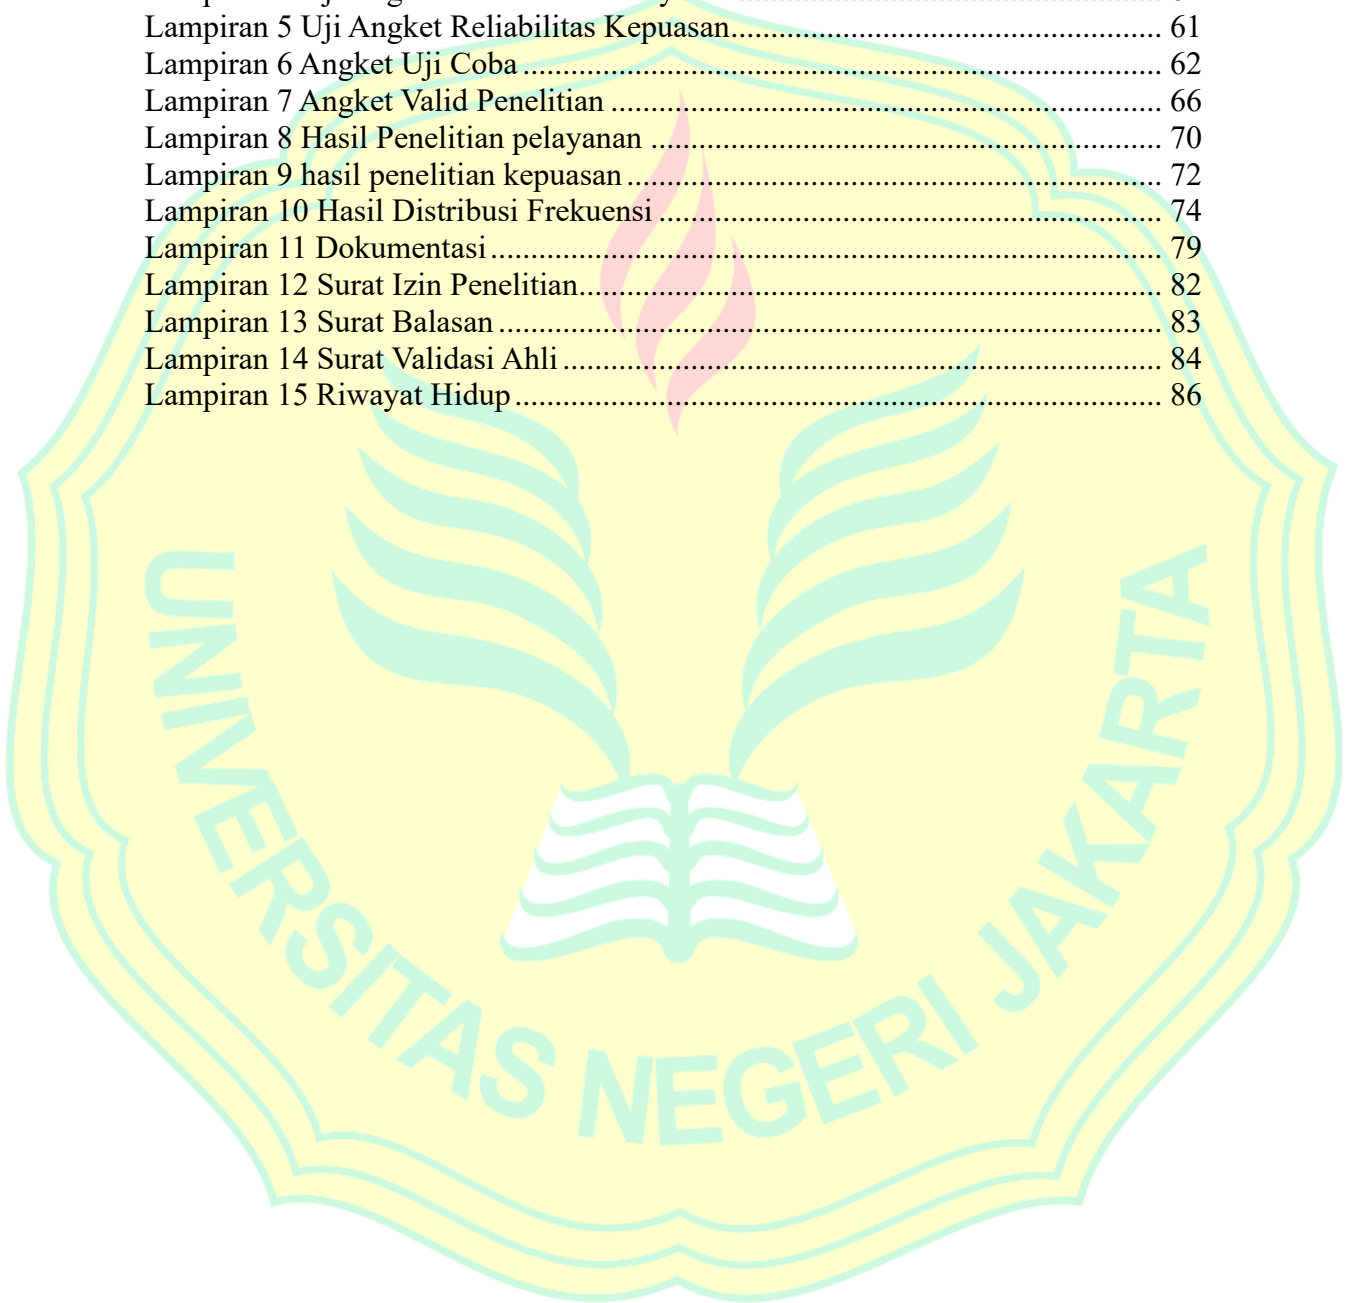 Lampiran 5 Uji Angket Reliabilitas Kepuasan............................................................ 61
Lampiran 6 Angket Uji Coba ................................................................................ 62
Lampiran 7 Angket Valid Penelitian ..................................................................... 66
Lampiran 8 Hasil Penelitian pelayanan ................................................................ 70
Lampiran 9 hasil penelitian kepuasan ................................................................... 72
Lampiran 10 Hasil Distribusi Frekuensi ............................................................... 74
Lampiran 11 Dokumentasi .................................................................................... 79
Lampiran 12 Surat Izin Penelitian......................................................................... 82
Lampiran 13 Surat Balasan ................................................................................... 83
Lampiran 14 Surat Validasi Ahli ........................................................................... 84
Lampiran 15 Riwayat Hidup ................................................................................. 86
UNIVERSITAS NEGERI JAKARTA